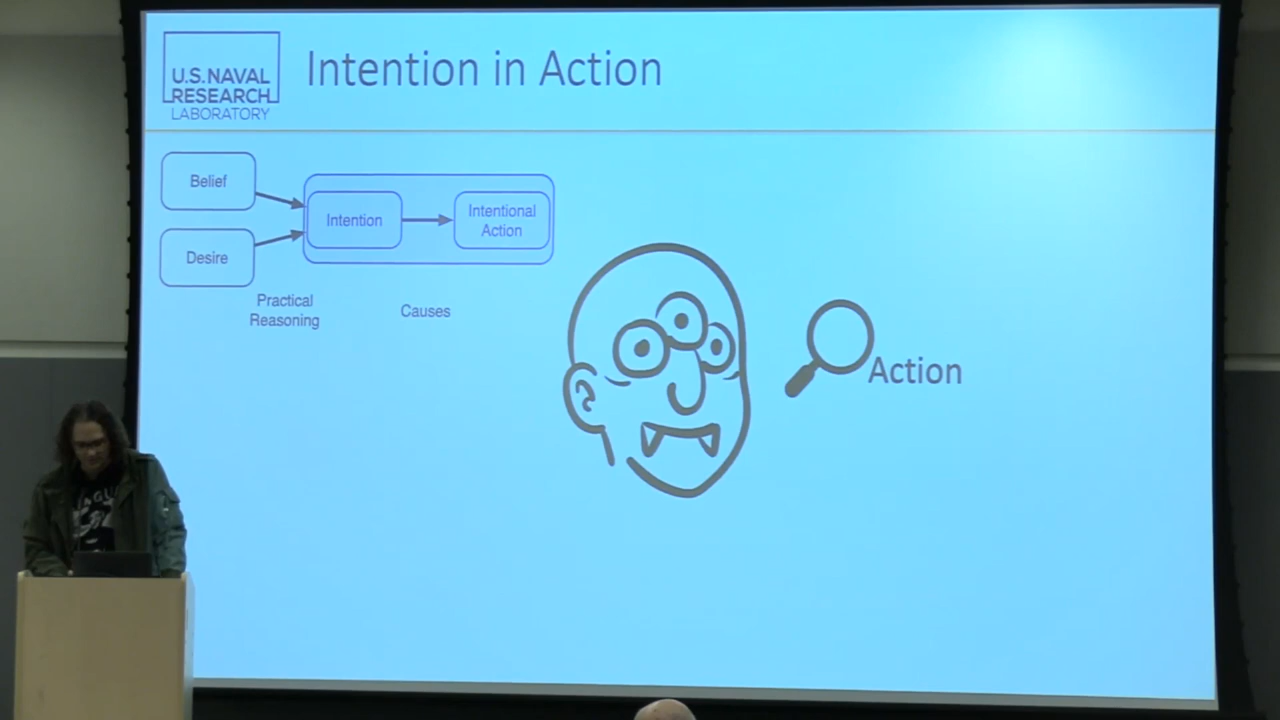 U.S. NAVAL
RESEARCH
LABORATORY
Intention in Action
Belief
Desire
Intention
Intentional
Action
Practical
Reasoning
Causes
Action